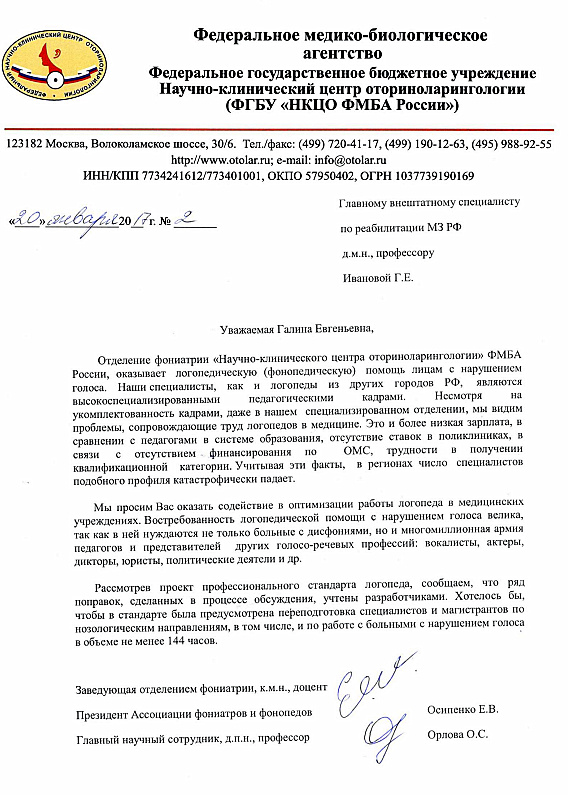 НАУЧНО-КЛИНИЧЕСКИЙ ЦЕНТР ОТОРИНОЛАРИНГОЛОГИИ
Федеральное медико-биологическое
агентство
Федеральное государственное бюджетное учреждение
Научно-клинический центр оториноларингологии
(ФГБУ «НКЦО ФМБА России»)
123182 Москва, Волоколамское шоссе, 30/6. Тел./факс: (499) 720-41-17, (499) 190-12-63, (495) 988-92-55
http://www.otolar.ru; e-mail: info@otolar.ru
ИНН/КПП 7734241612/773401001, ОКПО 57950402, ОГРН 1037739190169
«20» января 2017 г. № 2
Главному внештатному специалисту
по реабилитации МЗ РФ
д.м.н., профессору
Ивановой Г.Е.
Уважаемая Галина Евгеньевна,
Отделение фониатрии «Научно-клинического центра оториноларингологии» ФМБА
России, оказывает логопедическую (фонопедическую) помощь лицам с нарушением
голоса. Наши специалисты, как и логопеды из других городов РФ, являются
высокоспециализированными педагогическими кадрами. Несмотря на
укомплектованность кадрами, даже в нашем специализированном отделении, мы видим
проблемы, сопровождающие труд логопедов в медицине. Это и более низкая зарплата, в
сравнении с педагогами в системе образования, отсутствие ставок в поликлиниках, в
связи с отсутствием финансирования по ОМС, трудности в получении
квалификационной категории. Учитывая эти факты, в регионах число специалистов
подобного профиля катастрофически падает.
Мы просим Вас оказать содействие в оптимизации работы логопеда в медицинских
учреждениях. Востребованность логопедической помощи с нарушением голоса велика,
так как в ней нуждаются не только больные с дисфониями, но и многомиллионная армия
педагогов и представителей других голосо-речевых профессий: вокалисты, актеры,
дикторы, юристы, политические деятели и др.
Рассмотрев проект профессионального стандарта логопеда, сообщаем, что ряд
поправок, сделанных в процессе обсуждения, учтены разработчиками. Хотелось бы,
чтобы в стандарте была предусмотрена переподготовка специалистов и магистрантов по
нозологическим направлениям, в том числе, и по работе с больными с нарушением голоса
в объеме не менее 144 часов.
Заведующая отделением фониатрии, к.м.н., доцент
Президент Ассоциации фониатров и фонопедов Осипенко Е.В.
Главный научный сотрудник, д.п.н., профессор Орлова О.С.